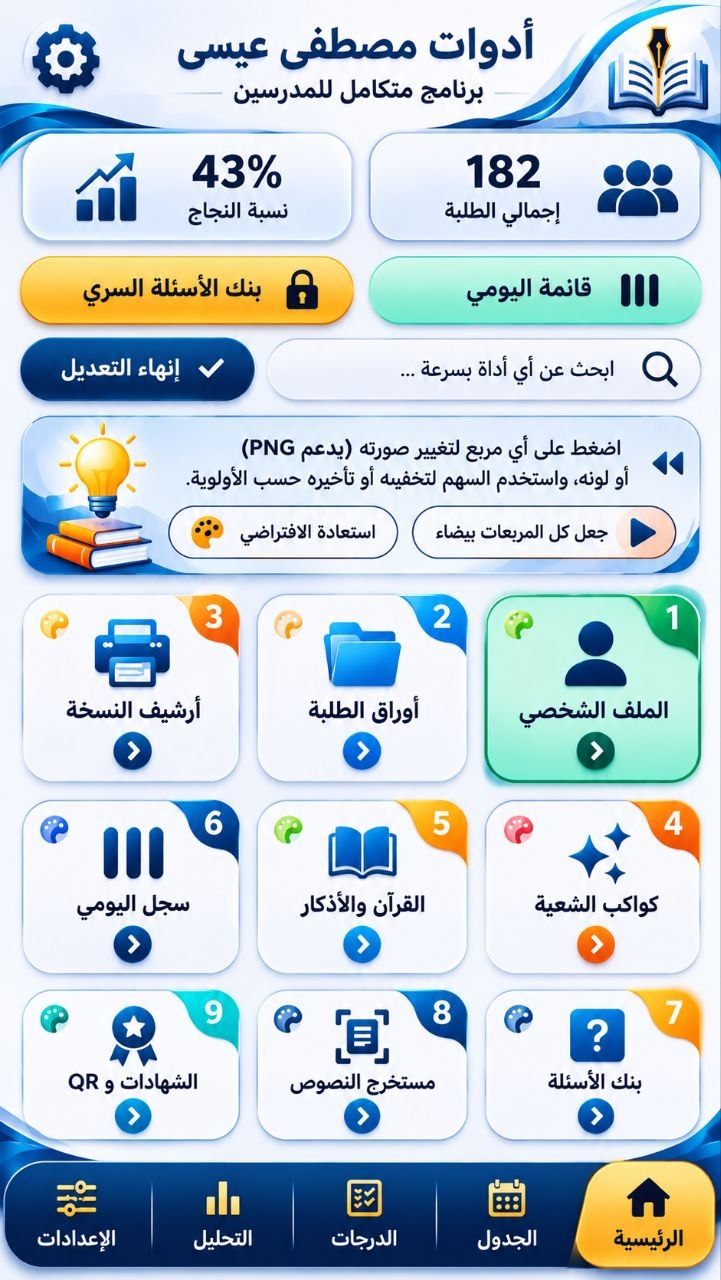 أدوات مصطفى عيسى
برنامج متكامل للمدرسين
182
إجمالي الطلبة
43%
نسبة النجاح
قائمة اليومي
بنك الأسئلة السري
ابحث عن أي أداة بسرعة ...
إنهاء التعديل
اضغط على أي مربع لتغيير صورته (يدعم PNG)
أو لونه، واستخدم السهم لتخفيبه أو تأخيره حسب الأولوية.
جعل كل المربعات بيضاء
استعادة الافتراضي
1
الملف الشخصي
2
أوراق الطلبة
3
أرشيف النسخة
4
كواكب الشعبة
5
القرآن والأذكار
6
سجل اليومي
7
بنك الأسئلة
?
8
مستخرج النصوص
9
الشهادات و QR
الرئيسية
الجدول
الدرجات
التحليل
الإعدادات